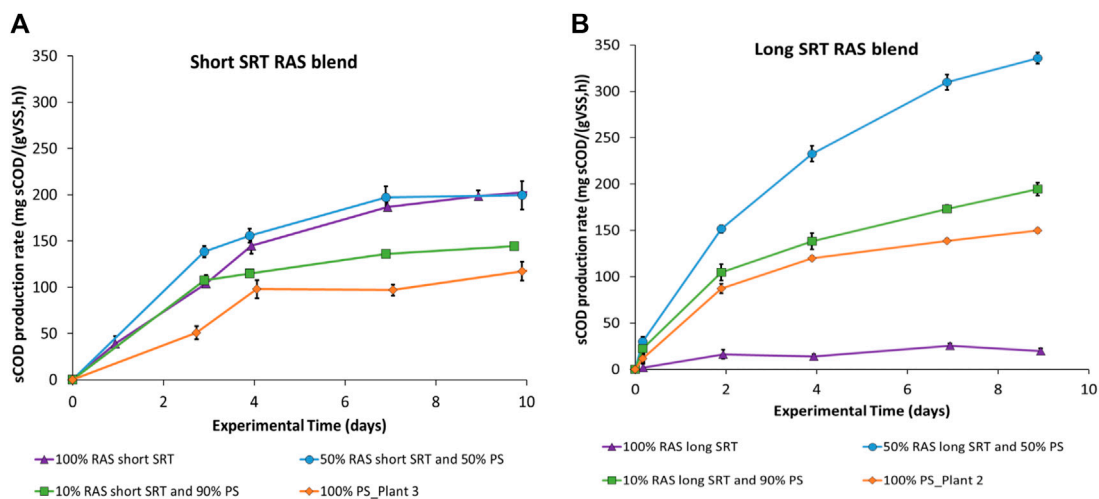 A
Short SRT RAS blend
sCOD production rate (mg sCOD/(gVSS,h))
350
300
250
200
150
100
50
0
0 2 4 6 8 10
Experimental Time (days)
100% RAS short SRT 50% RAS short SRT and 50% PS
10% RAS short SRT and 90% PS 100% PS_Plant 3
B
Long SRT RAS blend
sCOD production rate (mg sCOD/(gVSS,h))
350
300
250
200
150
100
50
0
0 2 4 6 8 10
Experimental Time (days)
100% RAS long SRT 50% RAS long SRT and 50% PS
10% RAS long SRT and 90% PS 100% PS_Plant 2